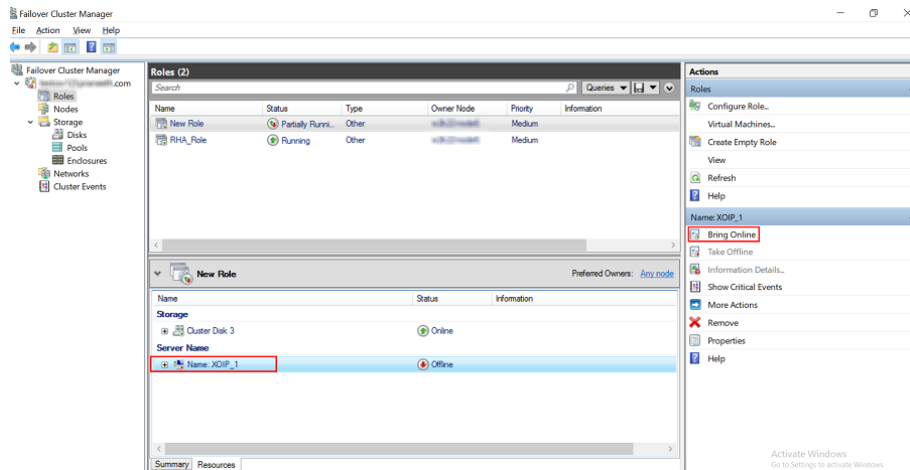 Failover Cluster Manager
File Action View Help
Failover Cluster Manager
.com
Roles
Nodes
Storage
Disks
Pools
Enclosures
Networks
Cluster Events
Roles (2)
Search
Queries
Name Status Type Owner Node Priority Information
New Role Partially Runni... Other Medium
RHA_Role Running Other Medium
New Role Preferred Owners: Any node
Name Status Information
Storage
Cluster Disk 3 Online
Server Name
Name: XOIP_1 Offline
Summary Resources
Actions
Roles
Configure Role...
Virtual Machines...
Create Empty Role
View
Refresh
Help
Name: XOIP_1
Bring Online
Take Offline
Information Details...
Show Critical Events
More Actions
Remove
Properties
Help
Activate Windows
Go to Settings to activate Windows.